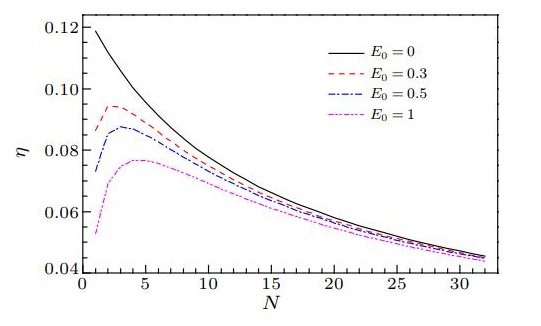 0.12
0.10
0.08
0.06
0.04
η
0 5 10 15 20 25 30
N
E₀ = 0
E₀ = 0.3
E₀ = 0.5
E₀ = 1